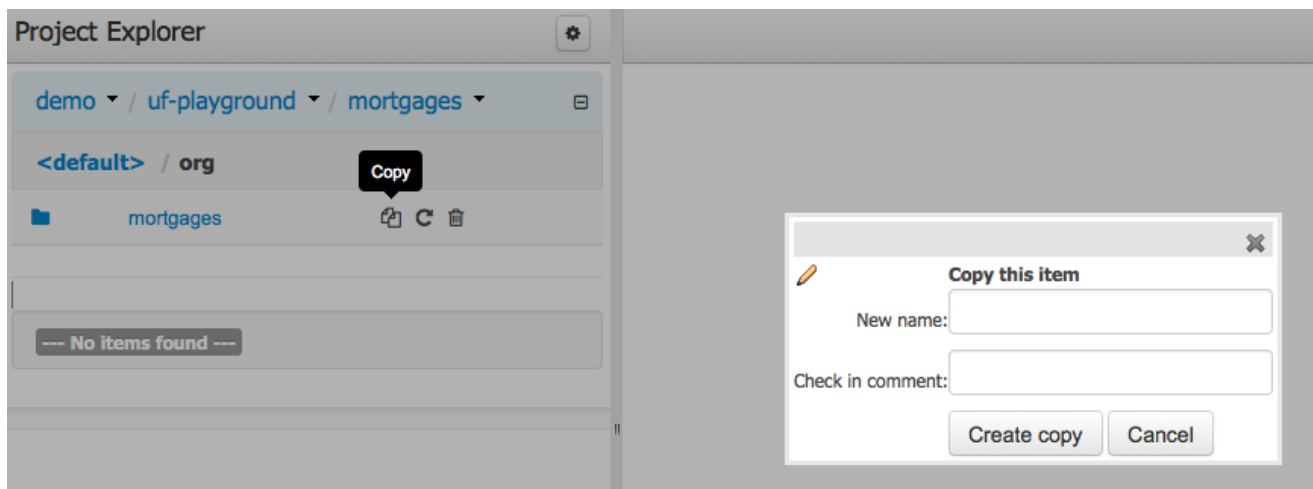 Project Explorer
demo / uf-playground / mortgages
<default> / org
Copy
mortgages
--- No items found ---
Copy this item
New name:
Check in comment:
Create copy Cancel